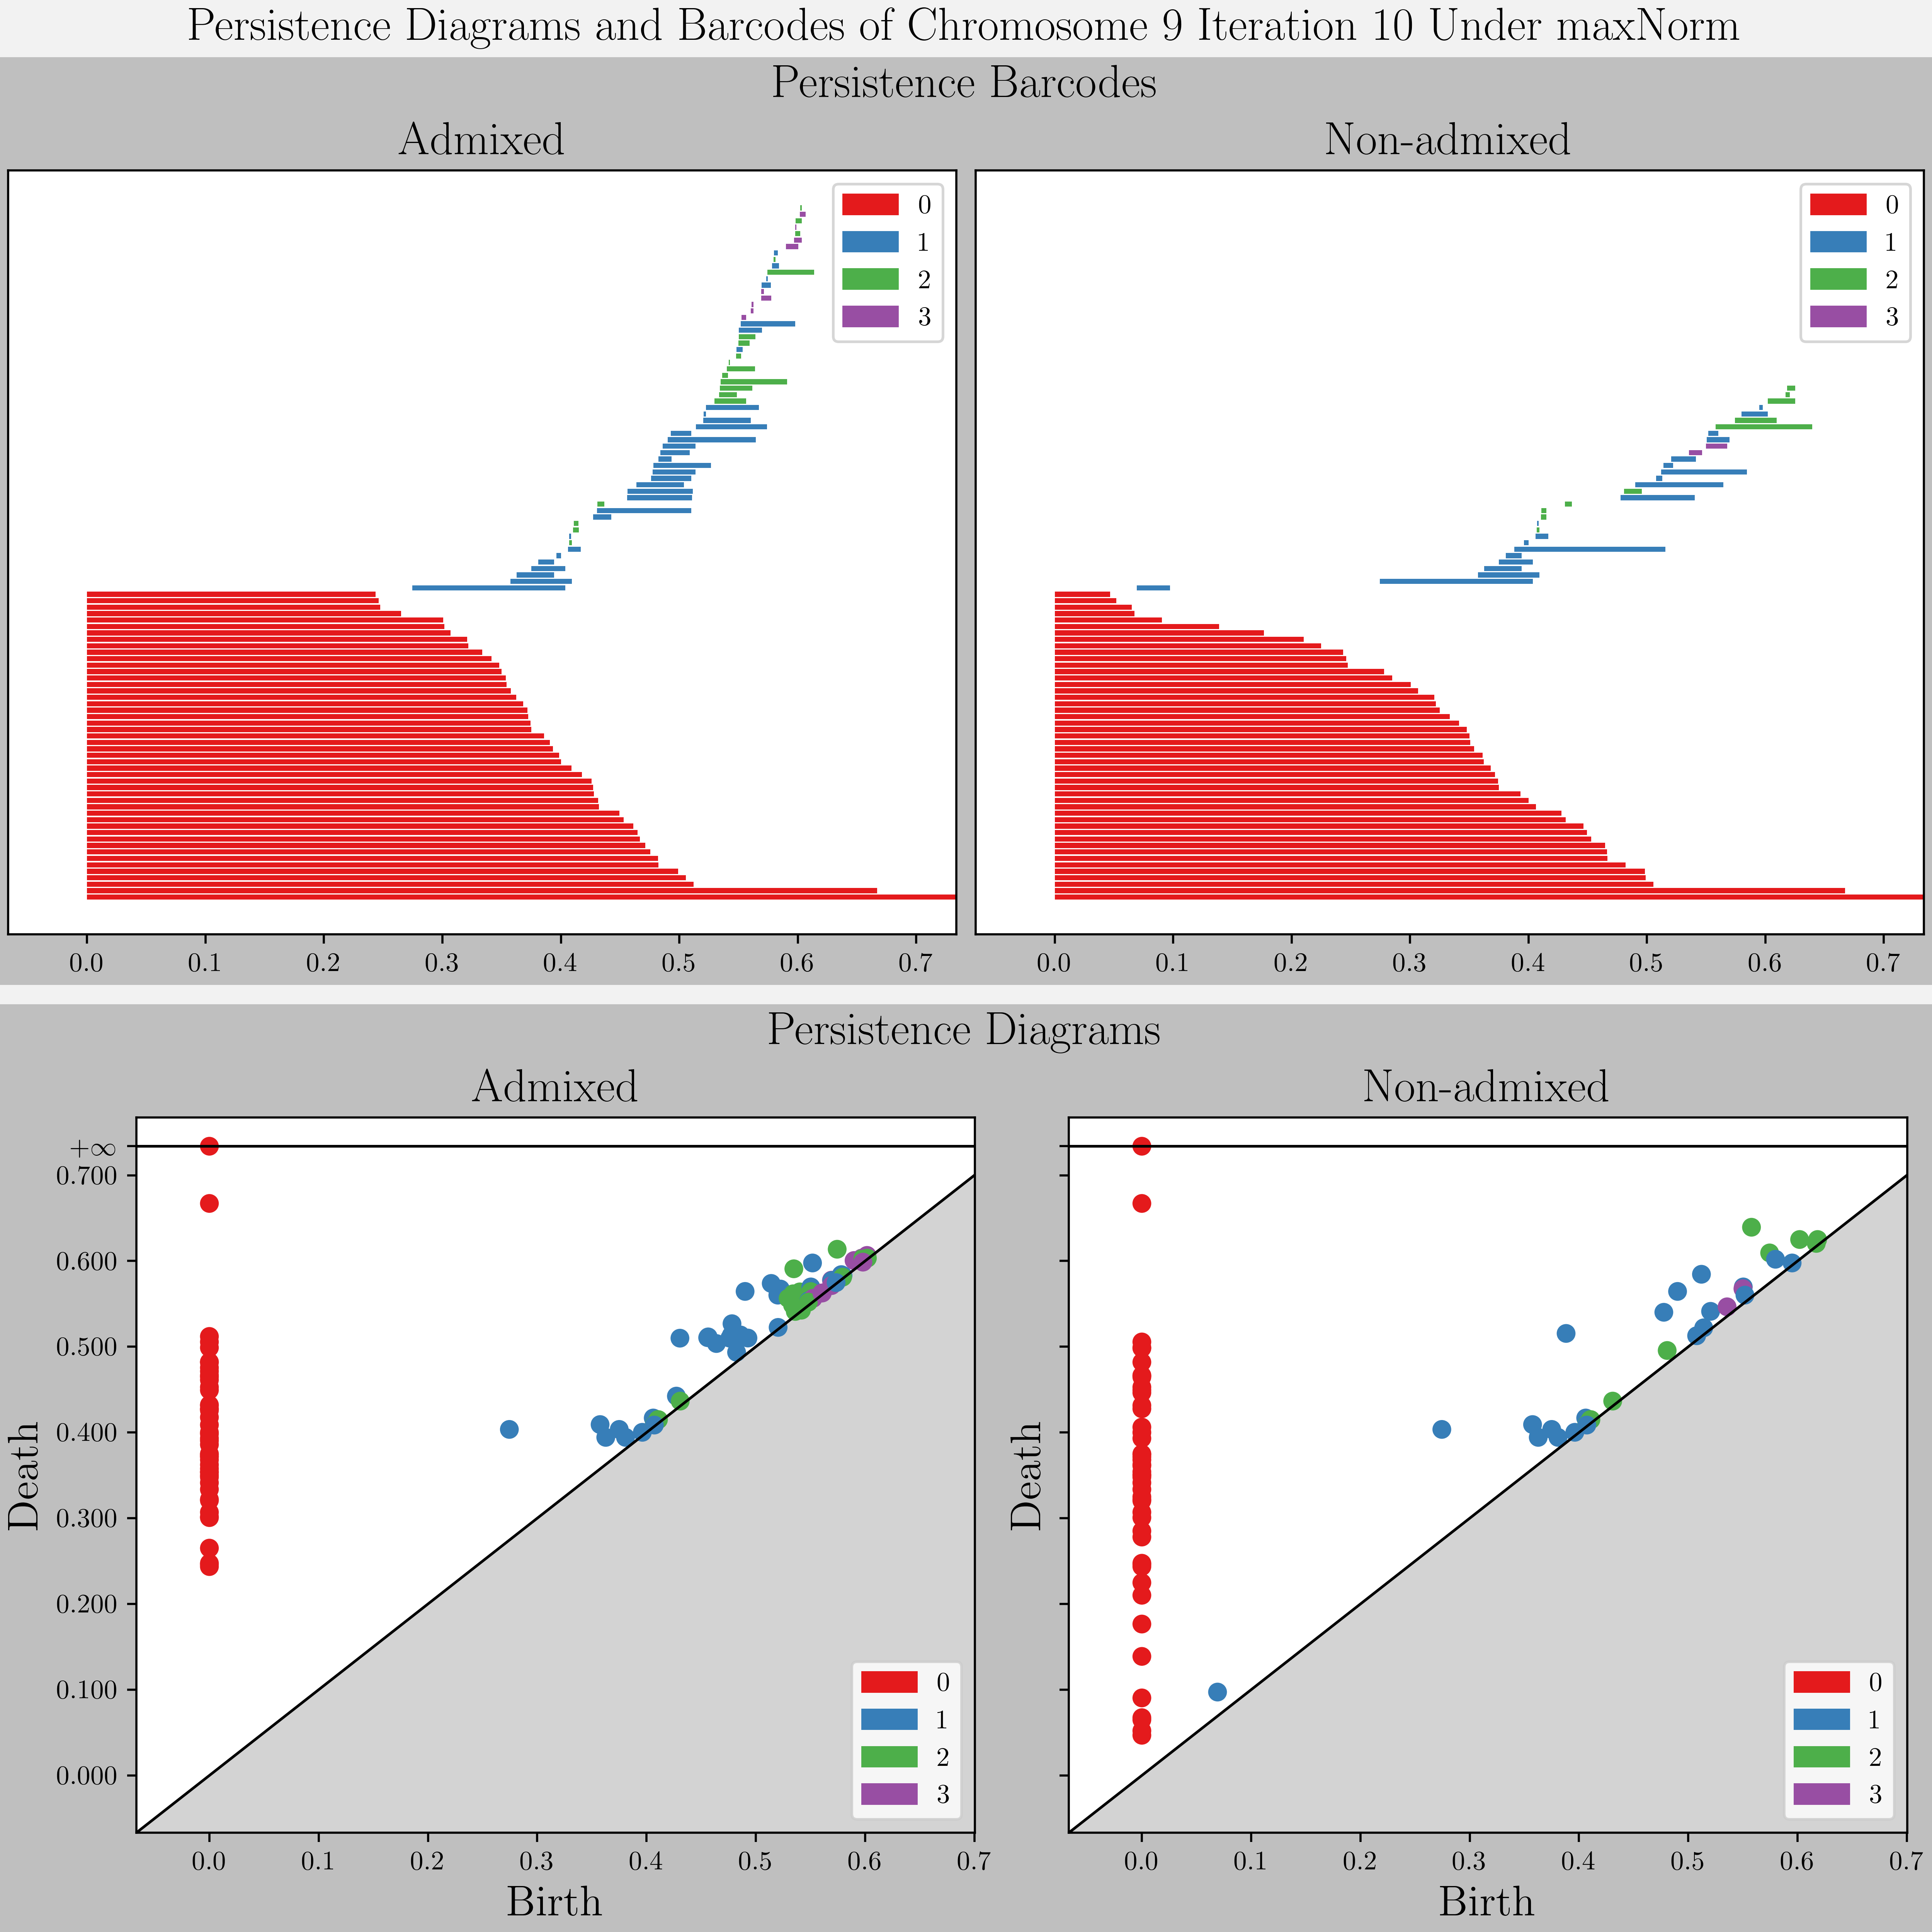 Persistence Diagrams and Barcodes of Chromosome 9 Iteration 10 Under maxNorm
Persistence Barcodes
Admixed
0
1
2
3
0.0 0.1 0.2 0.3 0.4 0.5 0.6 0.7
Non-admixed
0
1
2
3
0.0 0.1 0.2 0.3 0.4 0.5 0.6 0.7
Persistence Diagrams
Admixed
Death
+∞
0.700
0.600
0.500
0.400
0.300
0.200
0.100
0.000
0
1
2
3
0.0 0.1 0.2 0.3 0.4 0.5 0.6 0.7
Birth
Non-admixed
Death
0
1
2
3
0.0 0.1 0.2 0.3 0.4 0.5 0.6 0.7
Birth